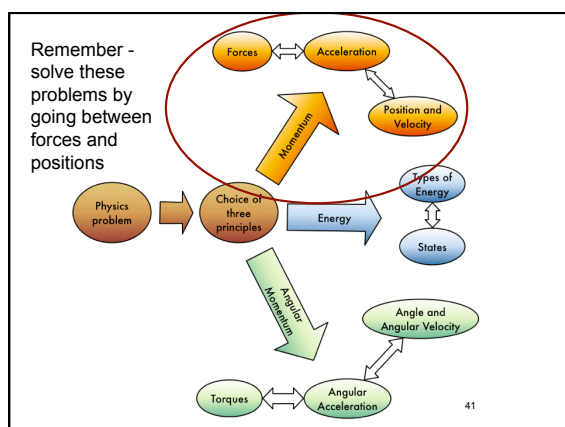 Remember -
solve these
problems by
going between
forces and
positions
Forces
Acceleration
Position and
Velocity
Momentum
Physics
problem
Choice of
three
principles
Energy
Types of
Energy
States
Angular
Momentum
Angle and
Angular Velocity
Torques
Angular
Acceleration
41